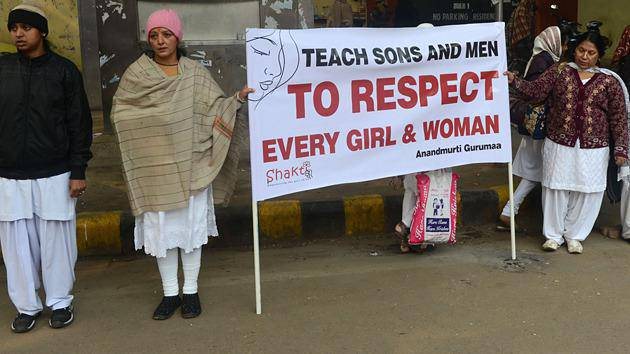 NO PARKING
TEACH SONS AND MEN
TO RESPECT
EVERY GIRL & WOMAN
Anandmurti Gurumaa
Shakti